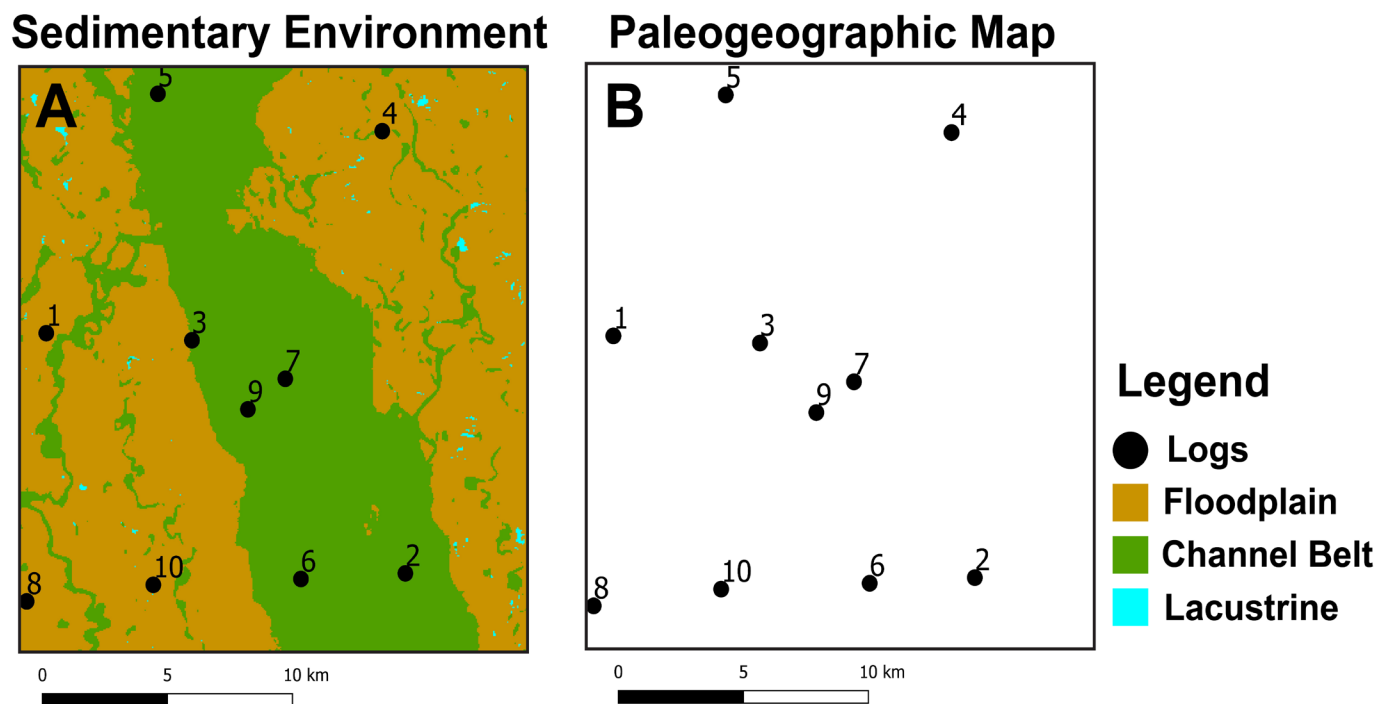 Sedimentary Environment
Paleogeographic Map
A
5
4
1
3
7
9
10
6
2
8
0 5 10 km
B
5
4
1
3
7
9
10
6
2
8
0 5 10 km
Legend
Logs
Floodplain
Channel Belt
Lacustrine